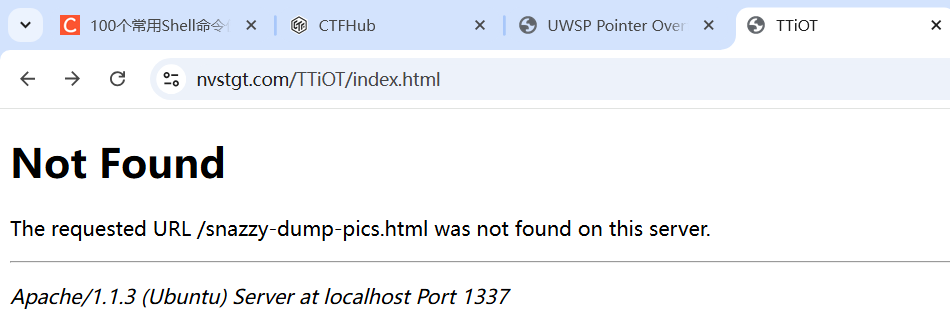 100个常用Shell命令
CTFHub
UWSP Pointer Over
TTiOT
nvstgt.com/TTiOT/index.html
Not Found
The requested URL /snazzy-dump-pics.html was not found on this server.
Apache/1.1.3 (Ubuntu) Server at localhost Port 1337